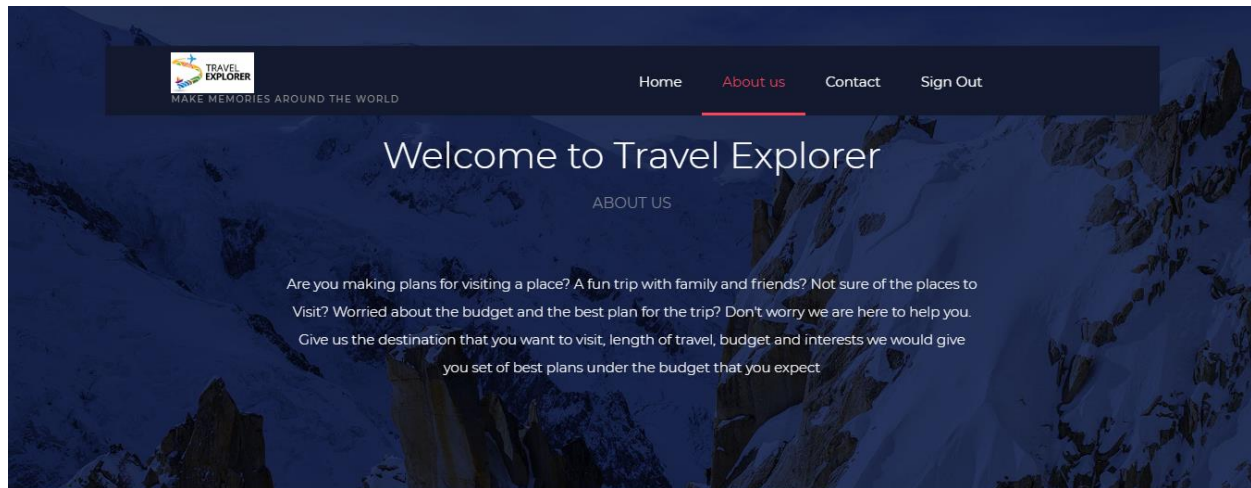 TRAVEL
EXPLORER
MAKE MEMORIES AROUND THE WORLD
Home About us Contact Sign Out
Welcome to Travel Explorer
ABOUT US
Are you making plans for visiting a place? A fun trip with family and friends? Not sure of the places to
Visit? Worried about the budget and the best plan for the trip? Don't worry we are here to help you.
Give us the destination that you want to visit, length of travel, budget and interests we would give
you set of best plans under the budget that you expect